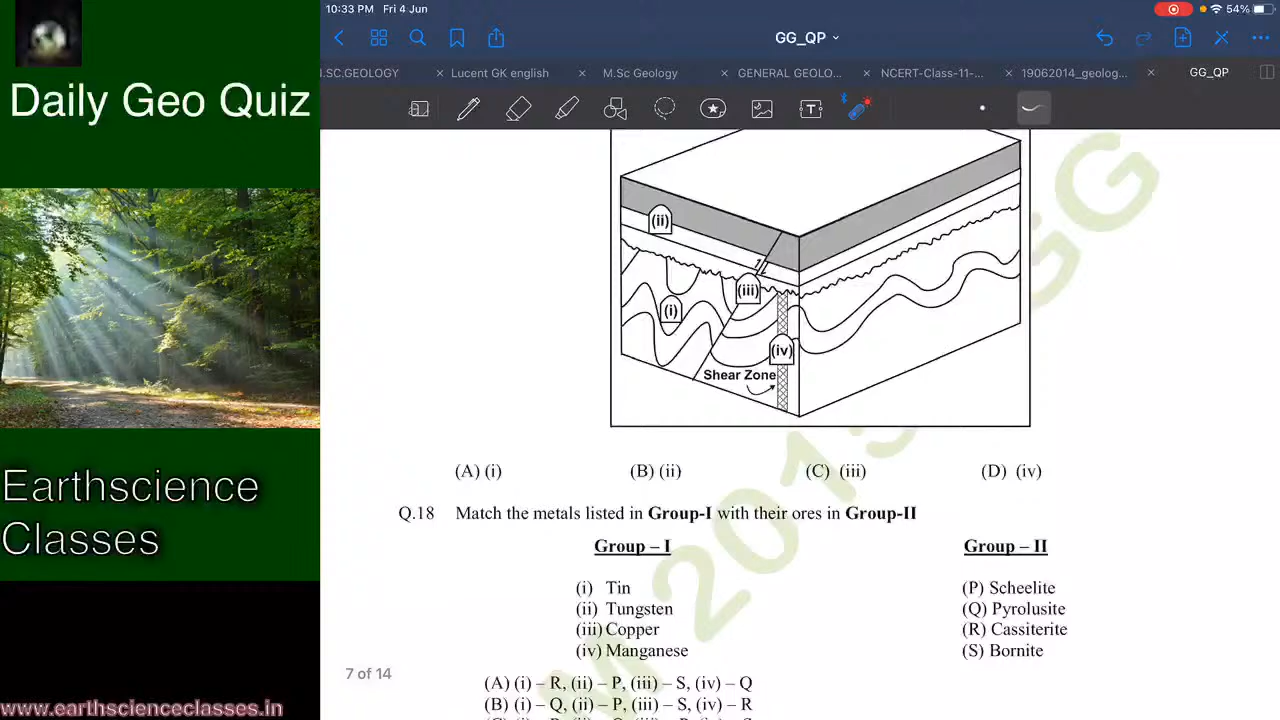 Daily Geo Quiz
Earthscience
Classes
www.earthscienceclasses.in
10:33 PM Fri 4 Jun
54%
GG_QP
I.SC.GEOLOGY
Lucent GK english
M.Sc Geology
GENERAL GEOLO...
NCERT-Class-11-...
19062014_geolog...
GG_QP
(ii)
(iii)
(i)
(iv)
Shear Zone
(A) (i) (B) (ii) (C) (iii) (D) (iv)
Q.18 Match the metals listed in Group-I with their ores in Group-II
Group – I Group – II
(i) Tin (P) Scheelite
(ii) Tungsten (Q) Pyrolusite
(iii) Copper (R) Cassiterite
(iv) Manganese (S) Bornite
7 of 14
(A) (i) – R, (ii) – P, (iii) – S, (iv) – Q
(B) (i) – Q, (ii) – P, (iii) – S, (iv) – R